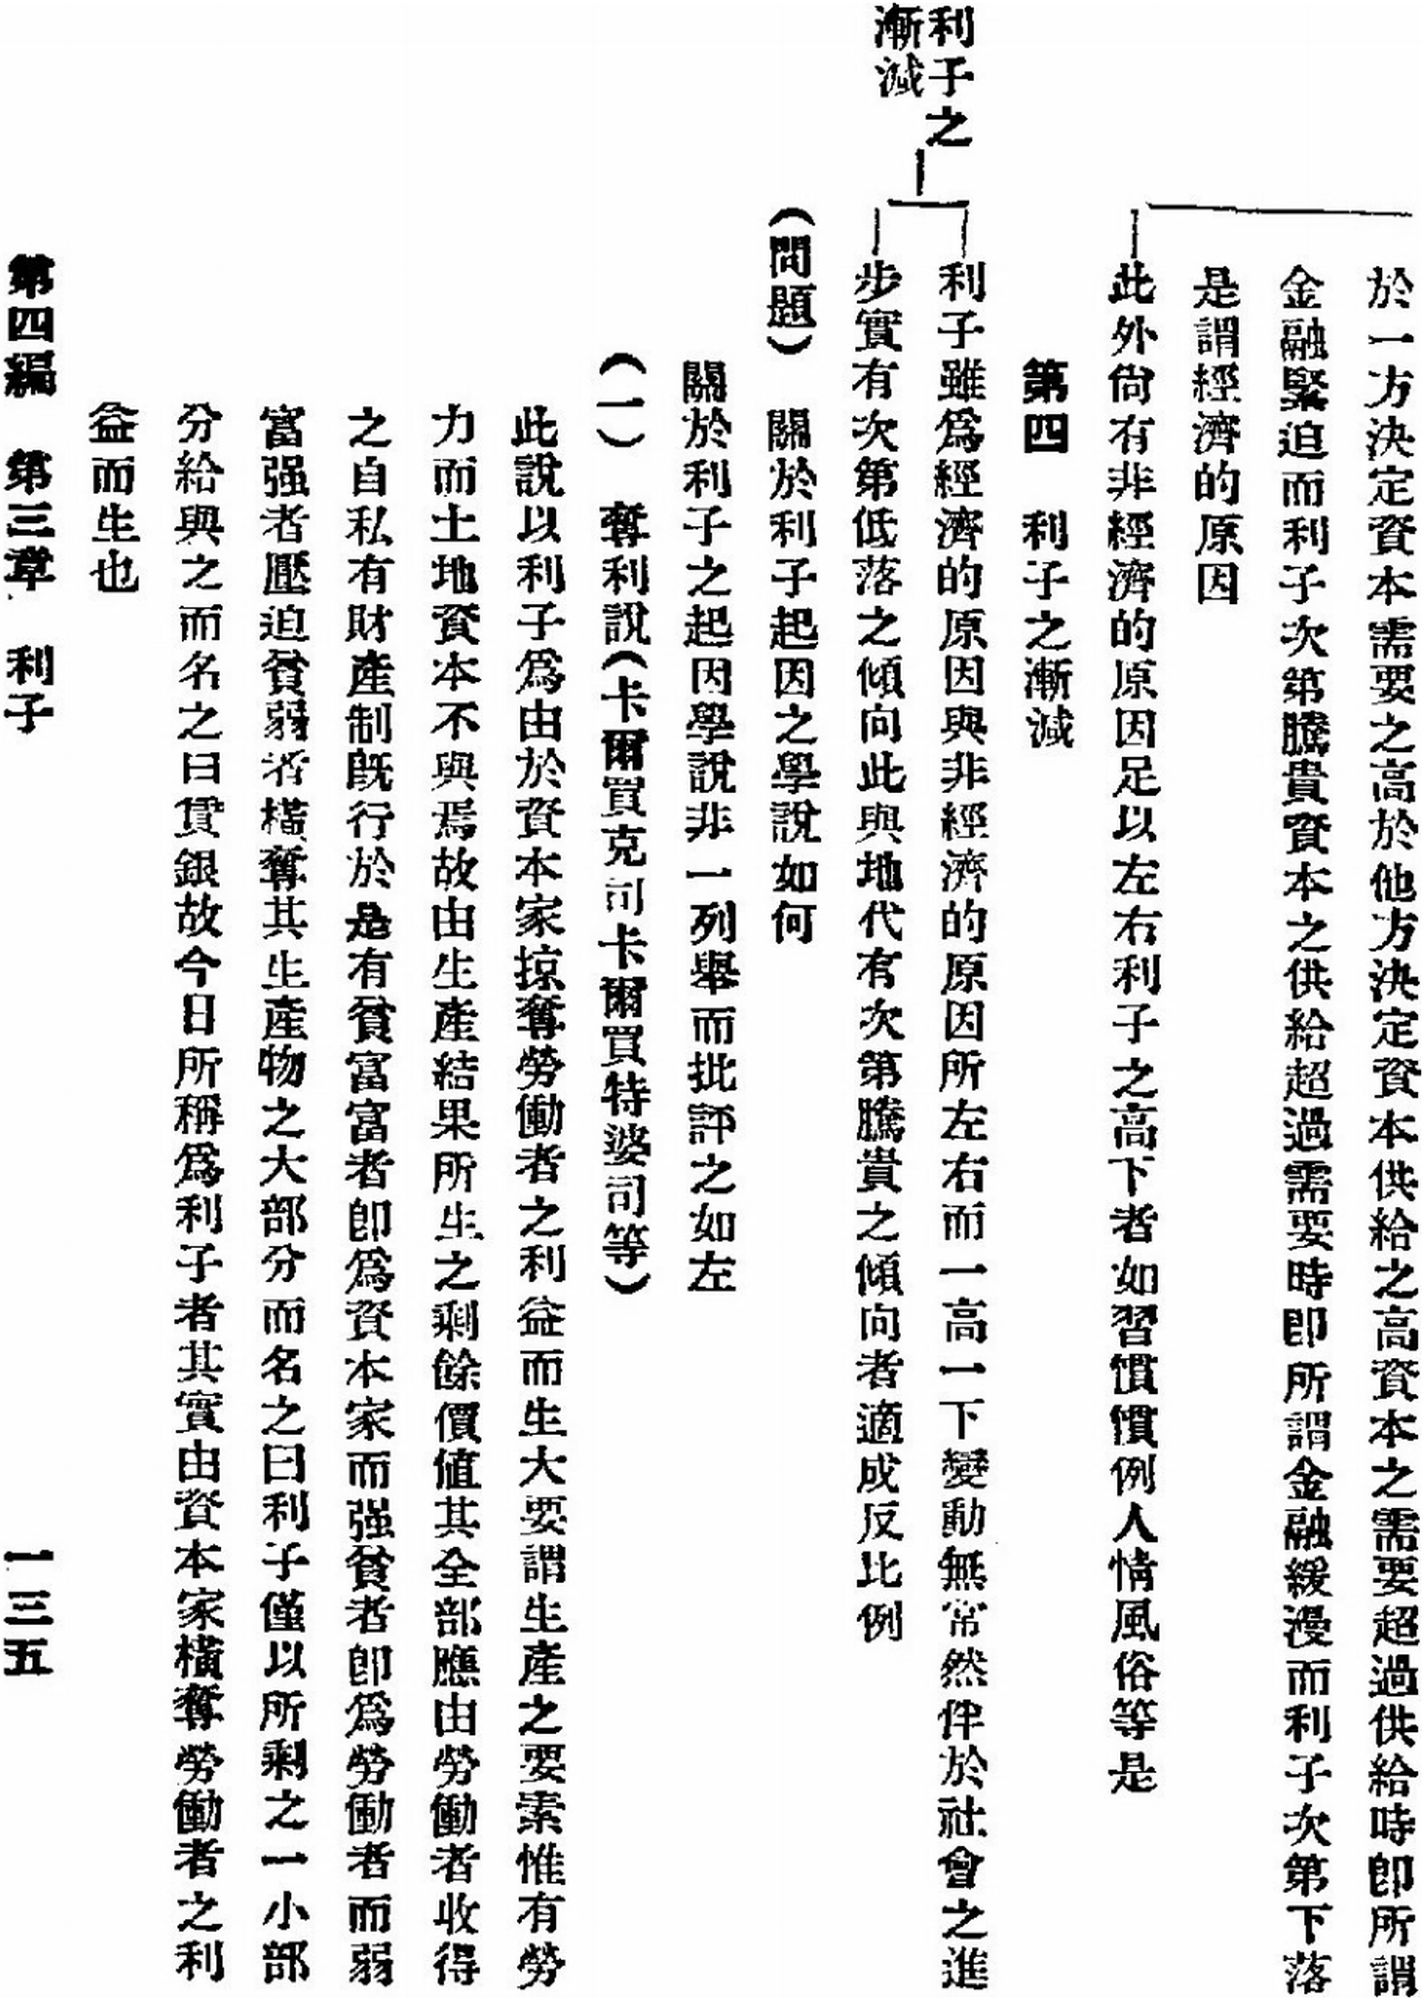 於一方決定資本需要之高於他方決定資本供給之高資本之需要超過供給時卽所謂
金融緊迫而利子次第騰貴資本之供給超過需要時卽所謂金融緩漫而利子次第下落
是謂經濟的原因
此外尙有非經濟的原因足以左右利子之高下者如習慣慣例人情風俗等是
第四　利子之漸減
利子之
漸減
利子雖爲經濟的原因與非經濟的原因所左右而一高一下變動無常然伴於社會之進
步實有次第低落之傾向此與地代有次第騰貴之傾向者適成反比例
（問題）　關於利子起因之學說如何
關於利子之起因學說非一列舉而批評之如左
（一）　奪利說（卡爾買克司卡爾買特婆司等）
此說以利子爲由於資本家掠奪勞働者之利益而生大要謂生產之要素惟有勞
力而土地資本不與焉故由生產結果所生之剩餘價値其全部應由勞働者收得
之自私有財產制既行於是有貧富富者卽爲資本家而强貧者卽爲勞働者而弱
富强者壓迫貧弱者橫奪其生產物之大部分而名之曰利子僅以所剩之一小部
分給與之而名之曰賃銀故今日所稱爲利子者其實由資本家橫奪勞働者之利
益而生也
第四編　第三章　利子　一三五